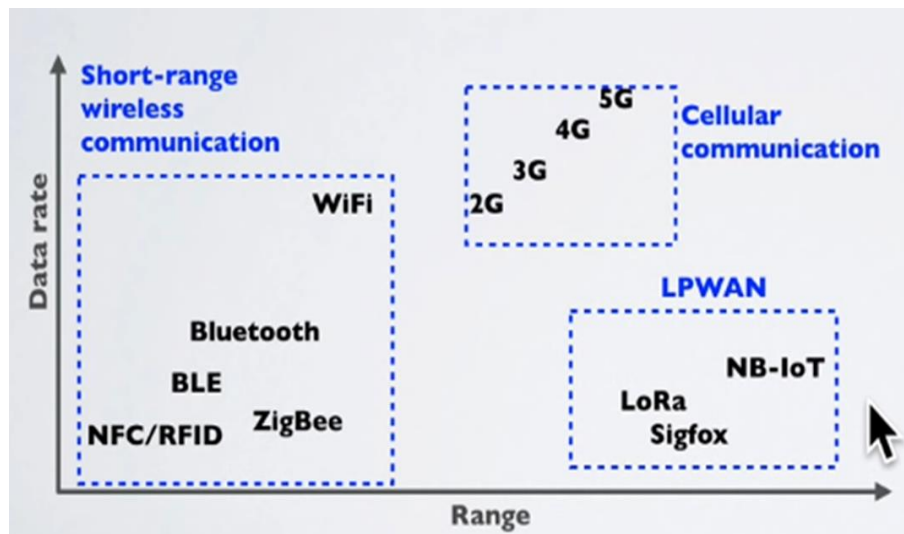 Short-range
wireless
communication
5G
4G
3G
2G
Cellular
communication
WiFi
Data rate
LPWAN
Bluetooth
BLE
ZigBee
NFC/RFID
NB-IoT
LoRa
Sigfox
Range